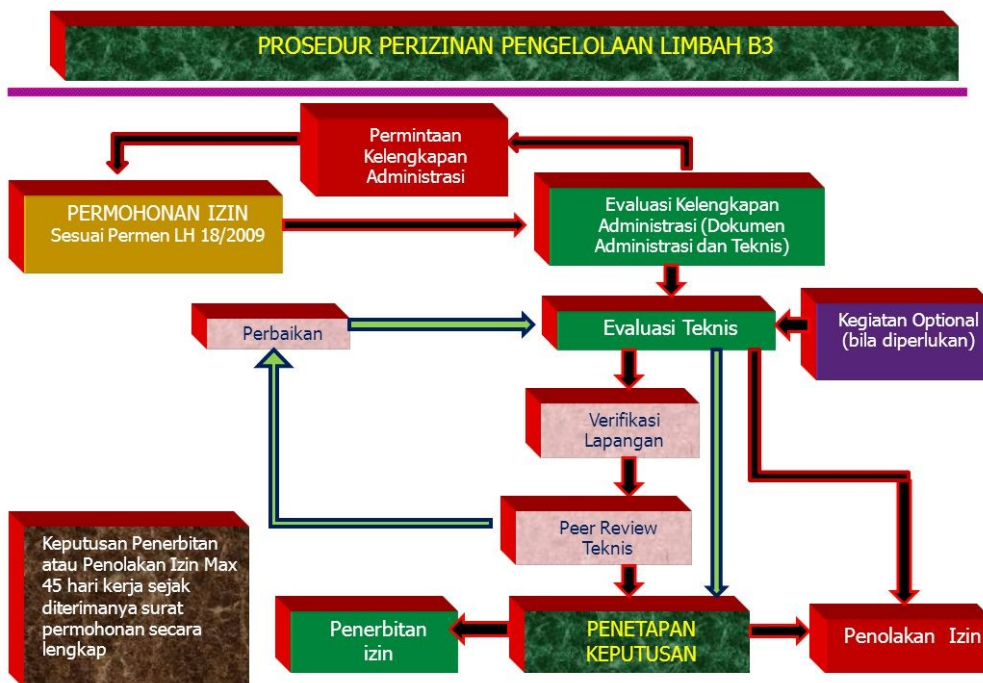 PROSEDUR PERIZINAN PENGELOLAAN LIMBAH B3
Permintaan
Kelengkapan
Administrasi
PERMOHONAN IZIN
Sesuai Permen LH 18/2009
Evaluasi Kelengkapan
Administrasi (Dokumen
Administrasi dan Teknis)
Perbaikan
Evaluasi Teknis
Kegiatan Optional
(bila diperlukan)
Verifikasi
Lapangan
Peer Review
Teknis
Keputusan Penerbitan
atau Penolakan Izin Max
45 hari kerja sejak
diterimanya surat
permohonan secara
lengkap
Penerbitan
izin
PENETAPAN
KEPUTUSAN
Penolakan Izin